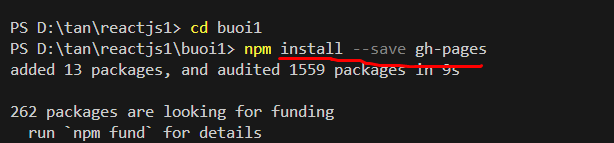 PS D:\tan\reactjs1> cd buoi1
PS D:\tan\reactjs1\buoi1> npm install --save gh-pages
added 13 packages, and audited 1559 packages in 9s
262 packages are looking for funding
run `npm fund` for details